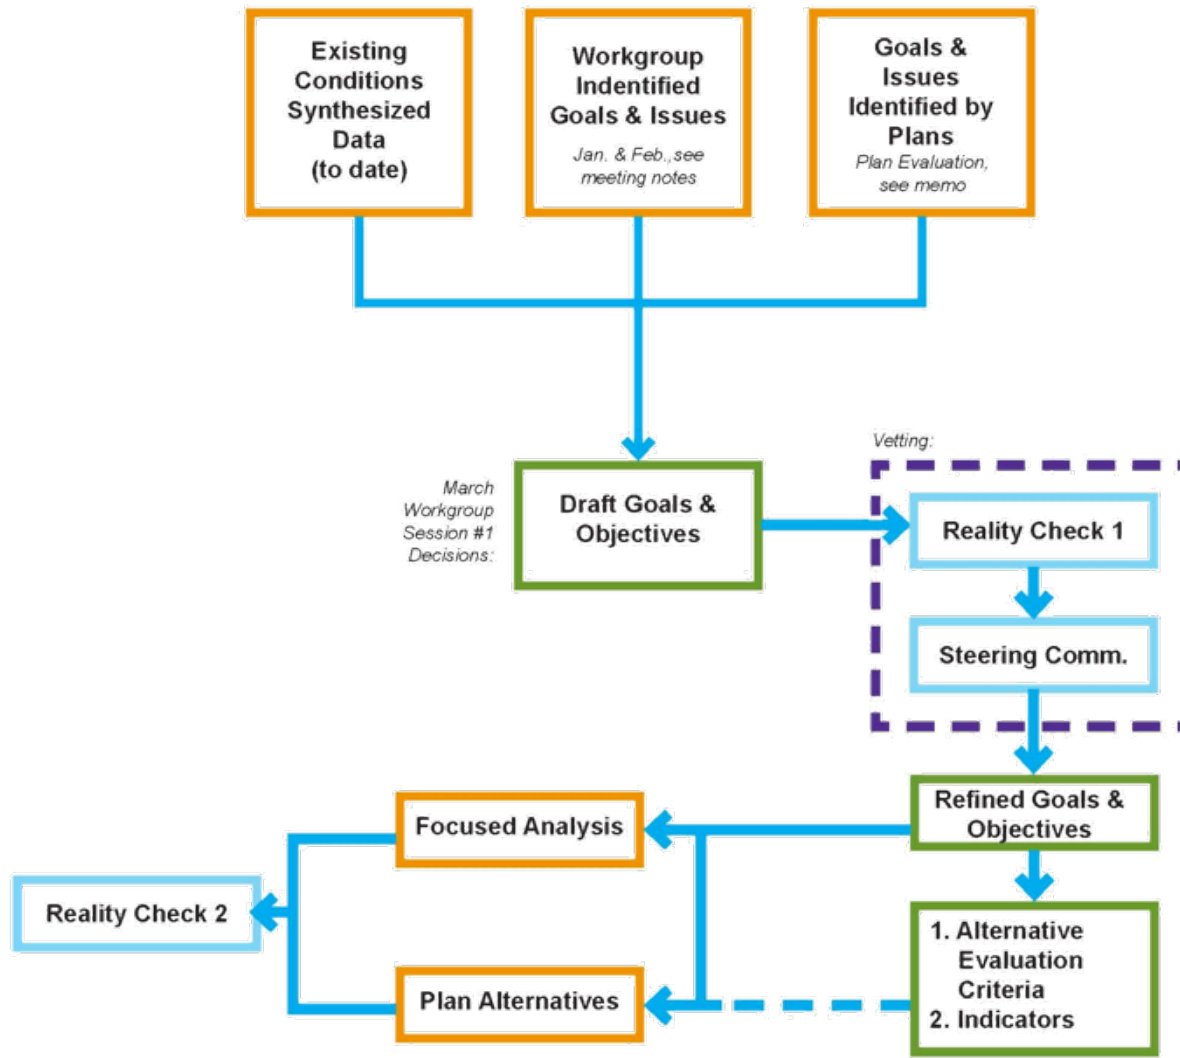 Existing
Conditions
Synthesized
Data
(to date)
Workgroup
Indentified
Goals & Issues
Jan. & Feb.,see
meeting notes
Goals &
Issues
Identified by
Plans
Plan Evaluation,
see memo
March
Workgroup
Session #1
Decisions:
Draft Goals &
Objectives
Vetting:
Reality Check 1
Steering Comm.
Refined Goals &
Objectives
1. Alternative
Evaluation
Criteria
2. Indicators
Focused Analysis
Plan Alternatives
Reality Check 2